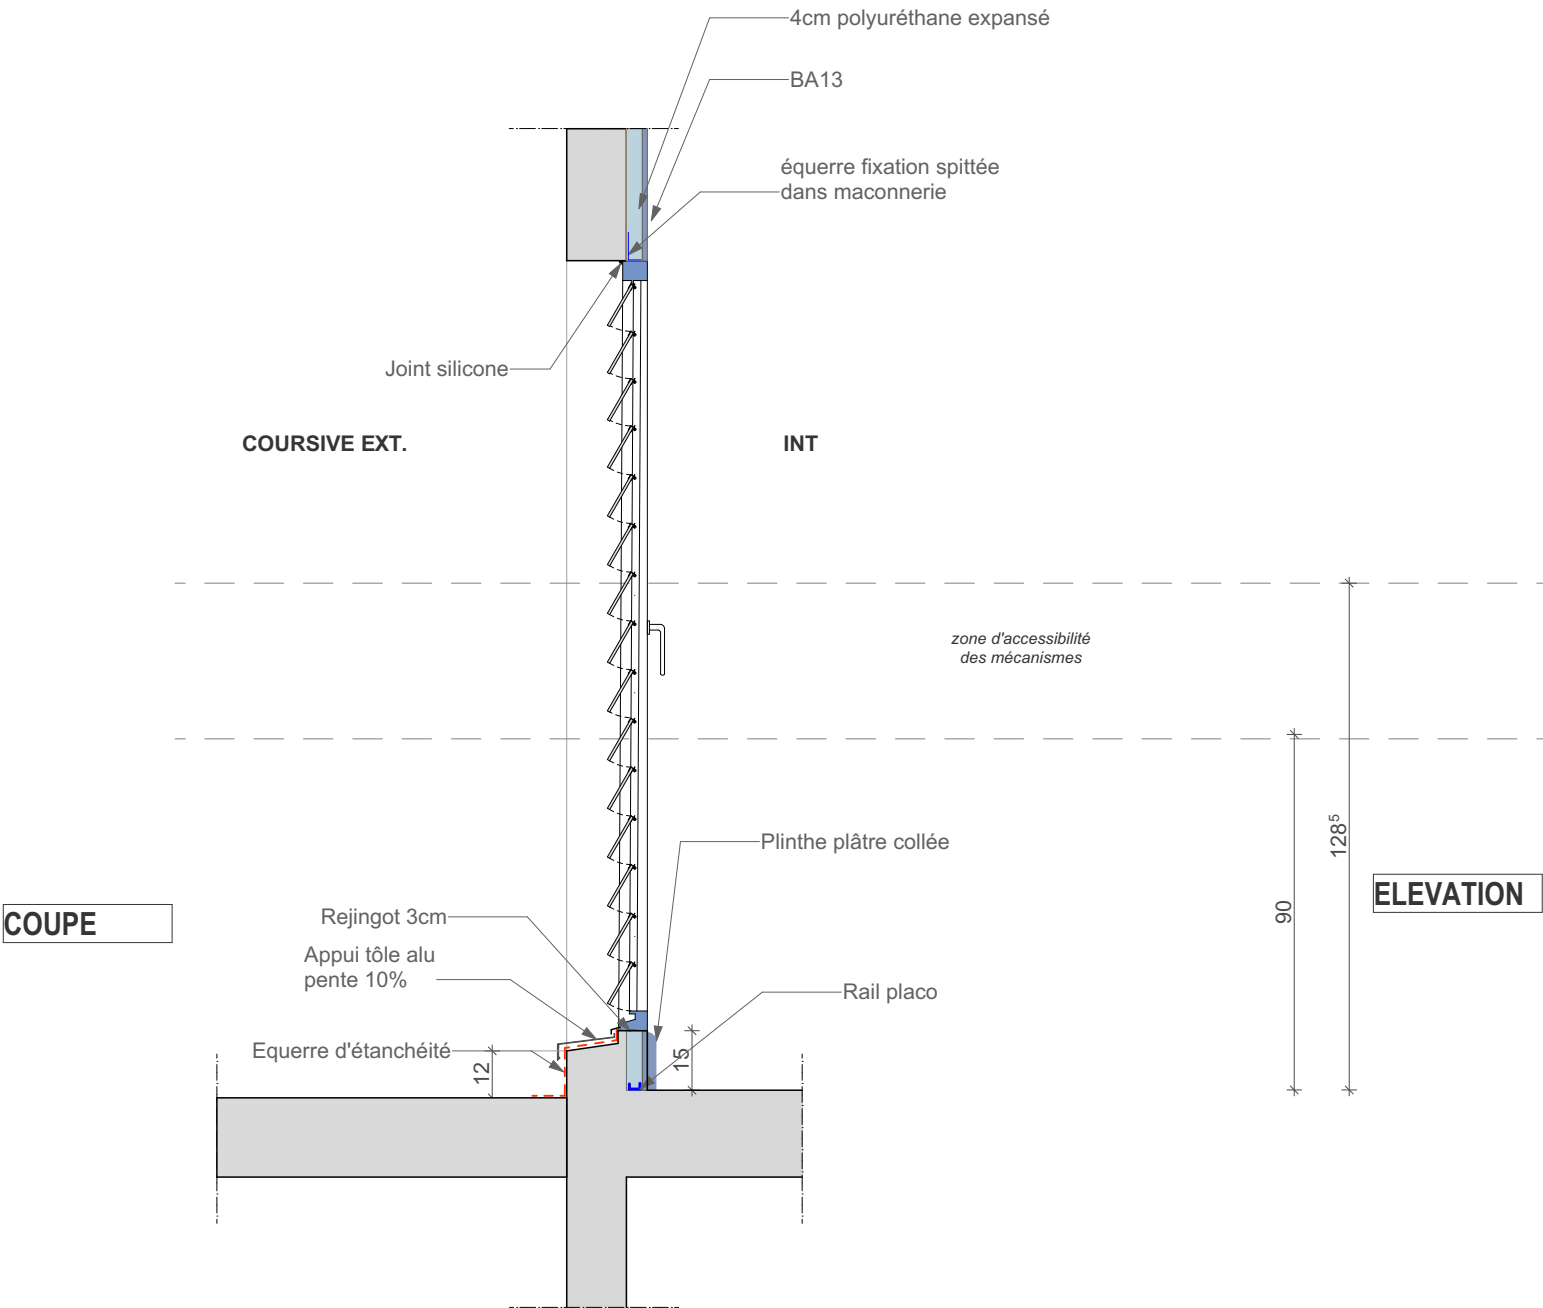 4cm polyuréthane expansé
BA13
équerre fixation spittée
dans maconnerie
Joint silicone
COURSIVE EXT.
INT
zone d'accessibilité
des mécanismes
128⁵
Plinthe plâtre collée
ELEVATION
90
COUPE
Rejingot 3cm
Appui tôle alu
pente 10%
Rail placo
Equerre d'étanchéité
12
15